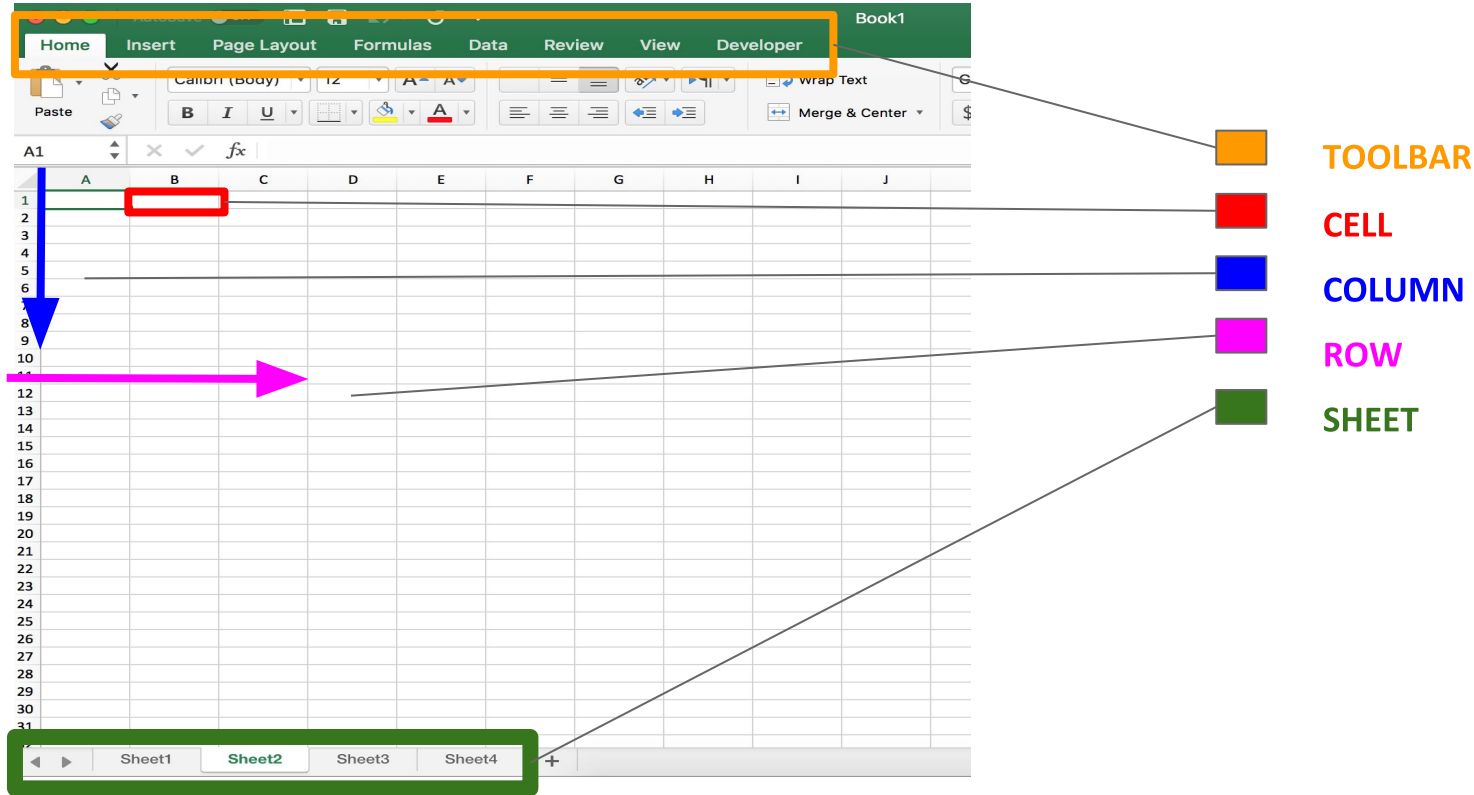 Book1
Home Insert Page Layout Formulas Data Review View Developer
Calibri (Body) 12 A A Wrap Text
Paste B I U A Merge & Center $
A1 fx
A B C D E F G H I J
1
2
3
4
5
6
8
9
10
12
13
14
15
16
17
18
19
20
21
22
23
24
25
26
27
28
29
30
31
Sheet1 Sheet2 Sheet3 Sheet4 +
TOOLBAR
CELL
COLUMN
ROW
SHEET